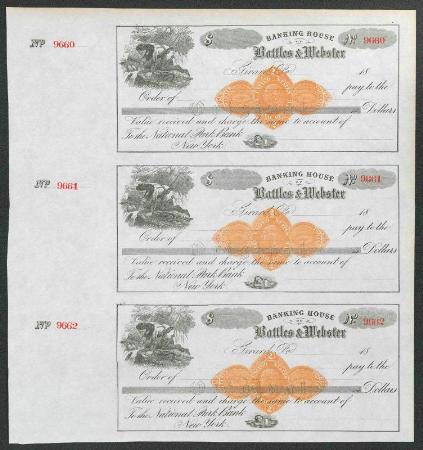 Nº 9660
$ BANKING HOUSE Nº 9660
OF
Battles & Webster
Girard, Pa. 18
pay to the
Order of
Dollars
Value received and charge the same to account of
To the National Park Bank
New York.
Nº 9661
$ BANKING HOUSE Nº 9661
OF
Battles & Webster
Girard, Pa. 18
pay to the
Order of
Dollars
Value received and charge the same to account of
To the National Park Bank
New York.
Nº 9662
$ BANKING HOUSE Nº 9662
OF
Battles & Webster
Girard, Pa. 18
pay to the
Order of
Dollars
Value received and charge the same to account of
To the National Park Bank
New York.